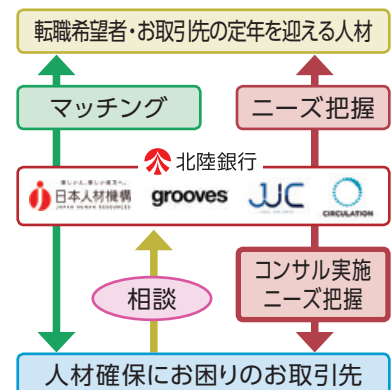 転職希望者・お取引先の定年を迎える人材
マッチング
ニーズ把握
北陸銀行
日本人材機構
JAPAN HUMAN RESOURCES
grooves
JJC
CIRCULATION
コンサル実施
ニーズ把握
相談
人材確保にお困りのお取引先